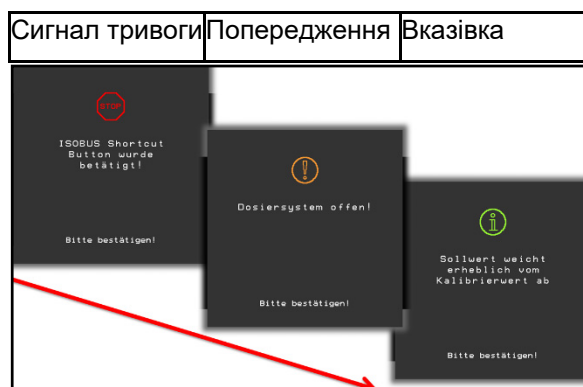 Сигнал тривоги Попередження Вказівка
STOP
ISOBUS Shortcut
Button wurde
betätigt!
Bitte bestätigen!
Dosiersystem offen!
Bitte bestätigen!
Sollwert weicht
erheblich vom
Kalibrierwert ab
Bitte bestätigen!